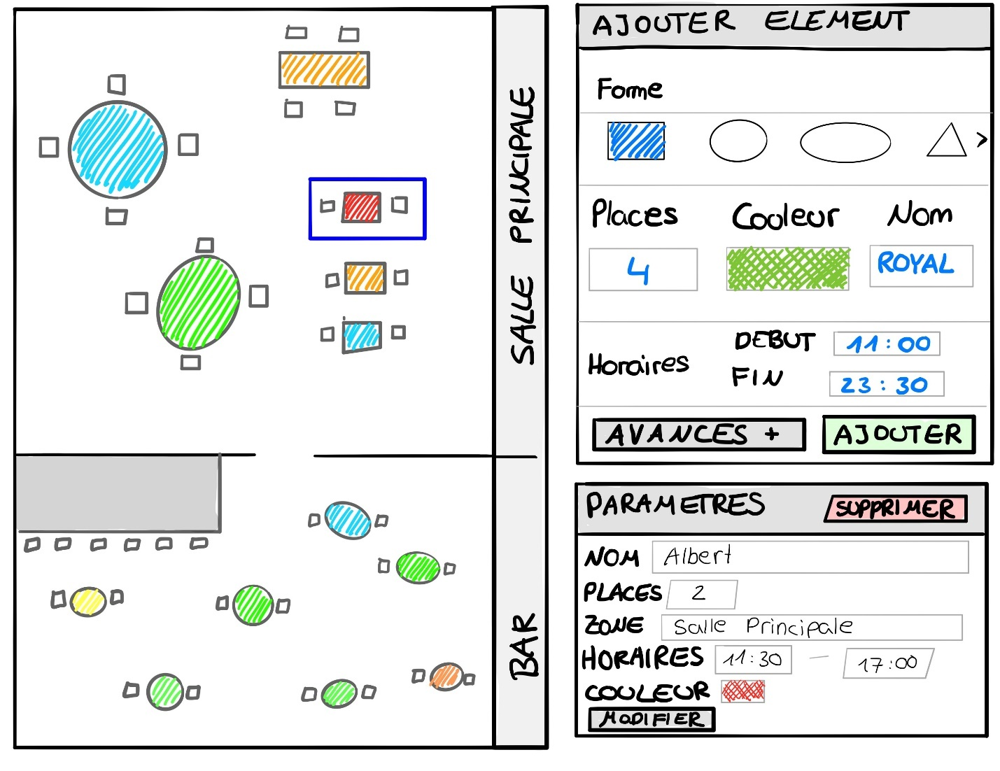 SALLE PRINCIPALE
BAR
AJOUTER ELEMENT
Forme
>
Places Couleur Nom
4 ROYAL
Horaires
DEBUT 11:00
FIN 23:30
AVANCES + AJOUTER
PARAMETRES SUPPRIMER
NOM Albert
PLACES 2
ZONE Salle Principale
HORAIRES 11:30 — 17:00
COULEUR
MODIFIER